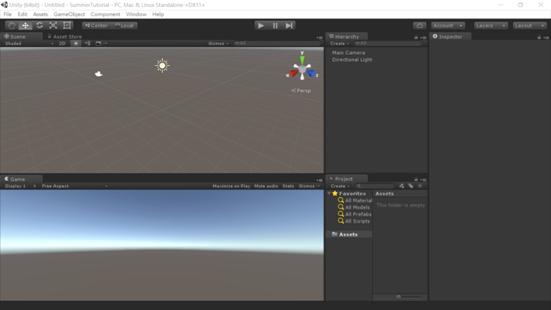 Unity (64bit) - Untitled - SummerTutorial - PC, Mac & Linux Standalone <DX11>
File Edit Assets GameObject Component Window Help
Center Local Account Layers Layout
Scene Asset Store Hierarchy Inspector
Shaded 2D Gizmos All Create All
Main Camera
Directional Light
Y
X Z
Persp
Game Project
Display 1 Free Aspect Maximize on Play Mute audio Stats Gizmos Create
Favorites Assets
All Material This folder is empty
All Models
All Prefabs
All Scripts
Assets